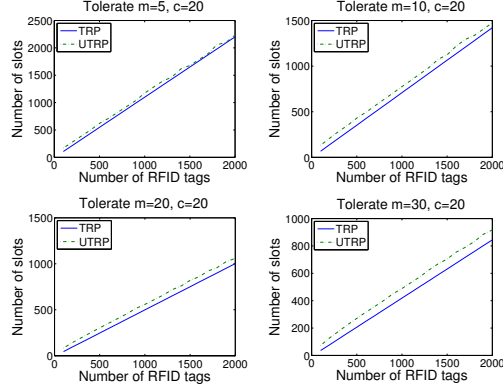 Tolerate m=5, c=20
Number of slots
2500
2000
1500
1000
500
0
TRP
UTRP
0 500 1000 1500 2000
Number of RFID tags
Tolerate m=10, c=20
Number of slots
1500
1000
500
0
TRP
UTRP
0 500 1000 1500 2000
Number of RFID tags
Tolerate m=20, c=20
Number of slots
1500
1000
500
0
TRP
UTRP
0 500 1000 1500 2000
Number of RFID tags
Tolerate m=30, c=20
Number of slots
1000
800
600
400
200
0
TRP
UTRP
0 500 1000 1500 2000
Number of RFID tags